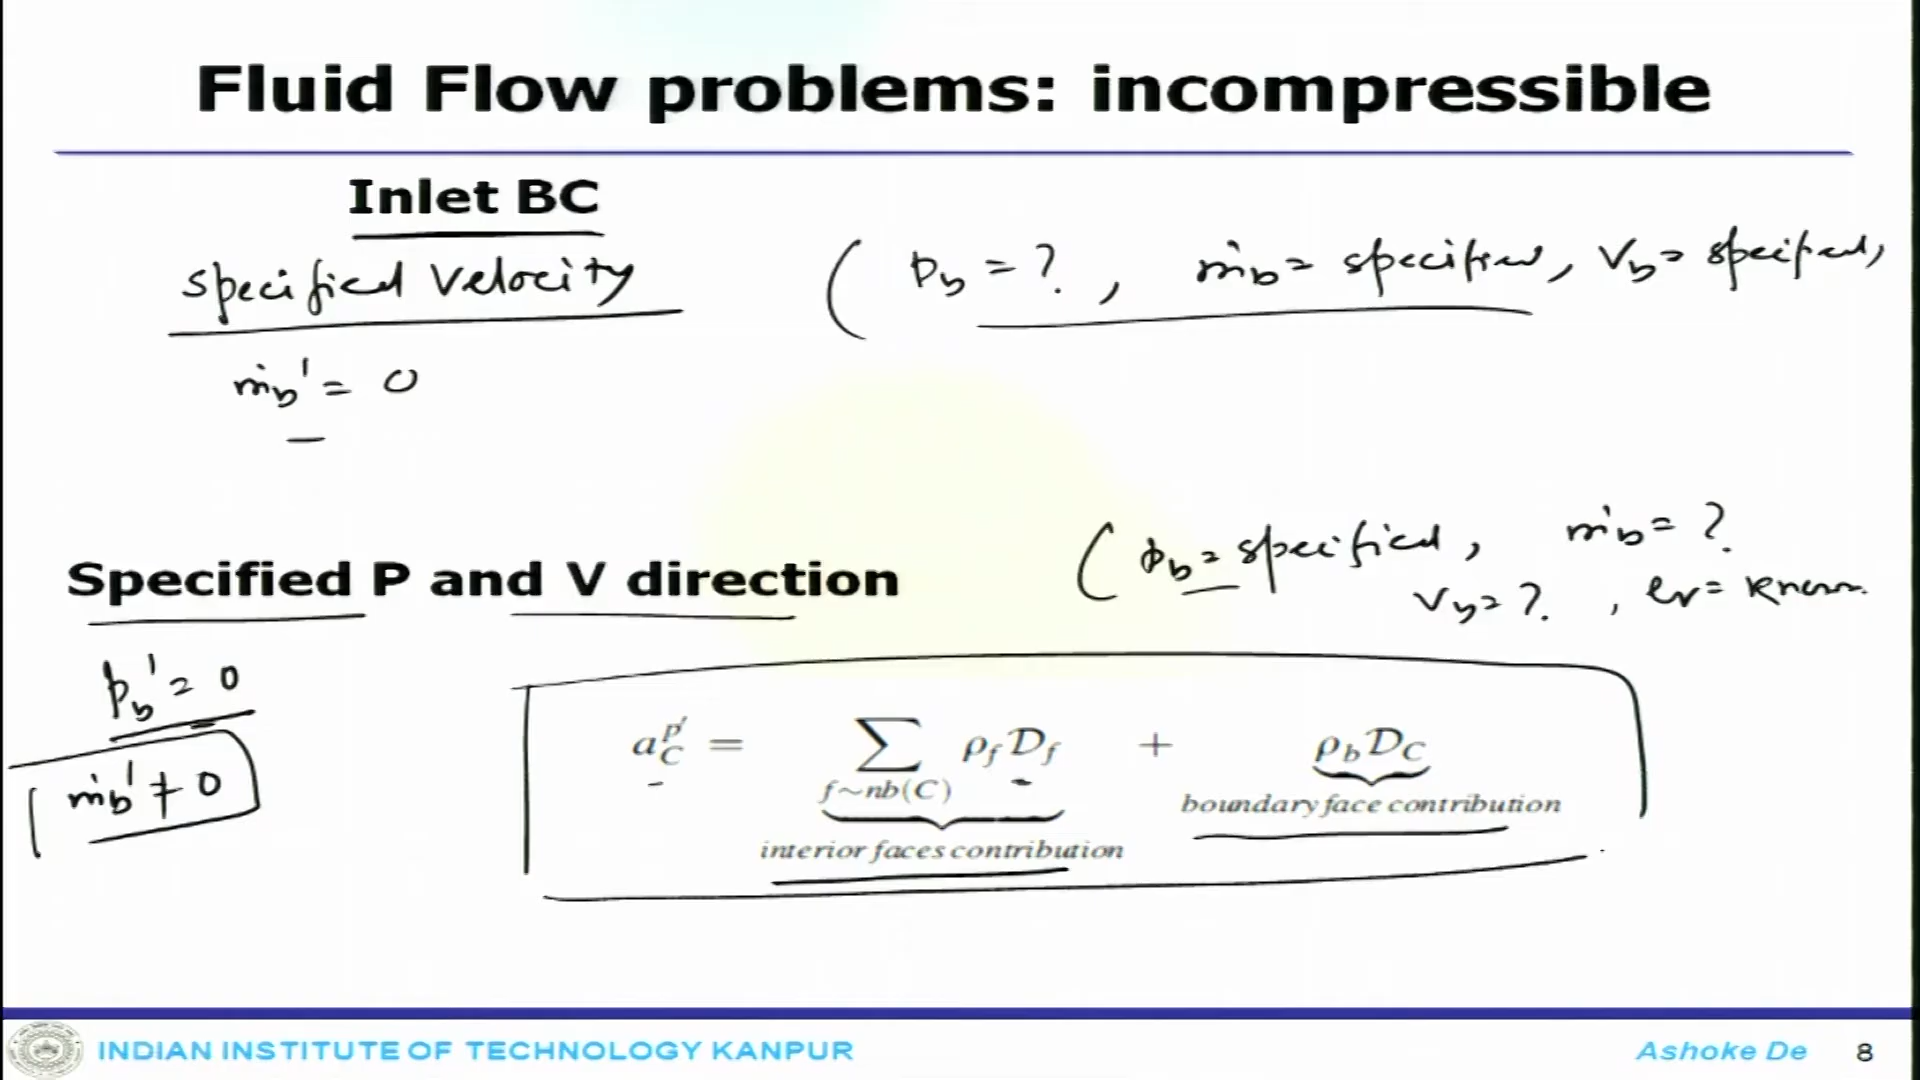 Fluid Flow problems: incompressible
Inlet BC
specified velocity ( p_b = ? , ṁ_b = specified, v_b = specified,
ṁ_b' = 0
Specified P and V direction ( p_b = specified, ṁ_b = ?
v_b = ? , e_v = known
p_b' = 0
ṁ_b' ≠ 0
a_C^{p'} = ∑_{f~nb(C)} ρ_f 𝒟_f + ρ_b 𝒟_C
boundary face contribution
interior faces contribution
INDIAN INSTITUTE OF TECHNOLOGY KANPUR
Ashoke De 8